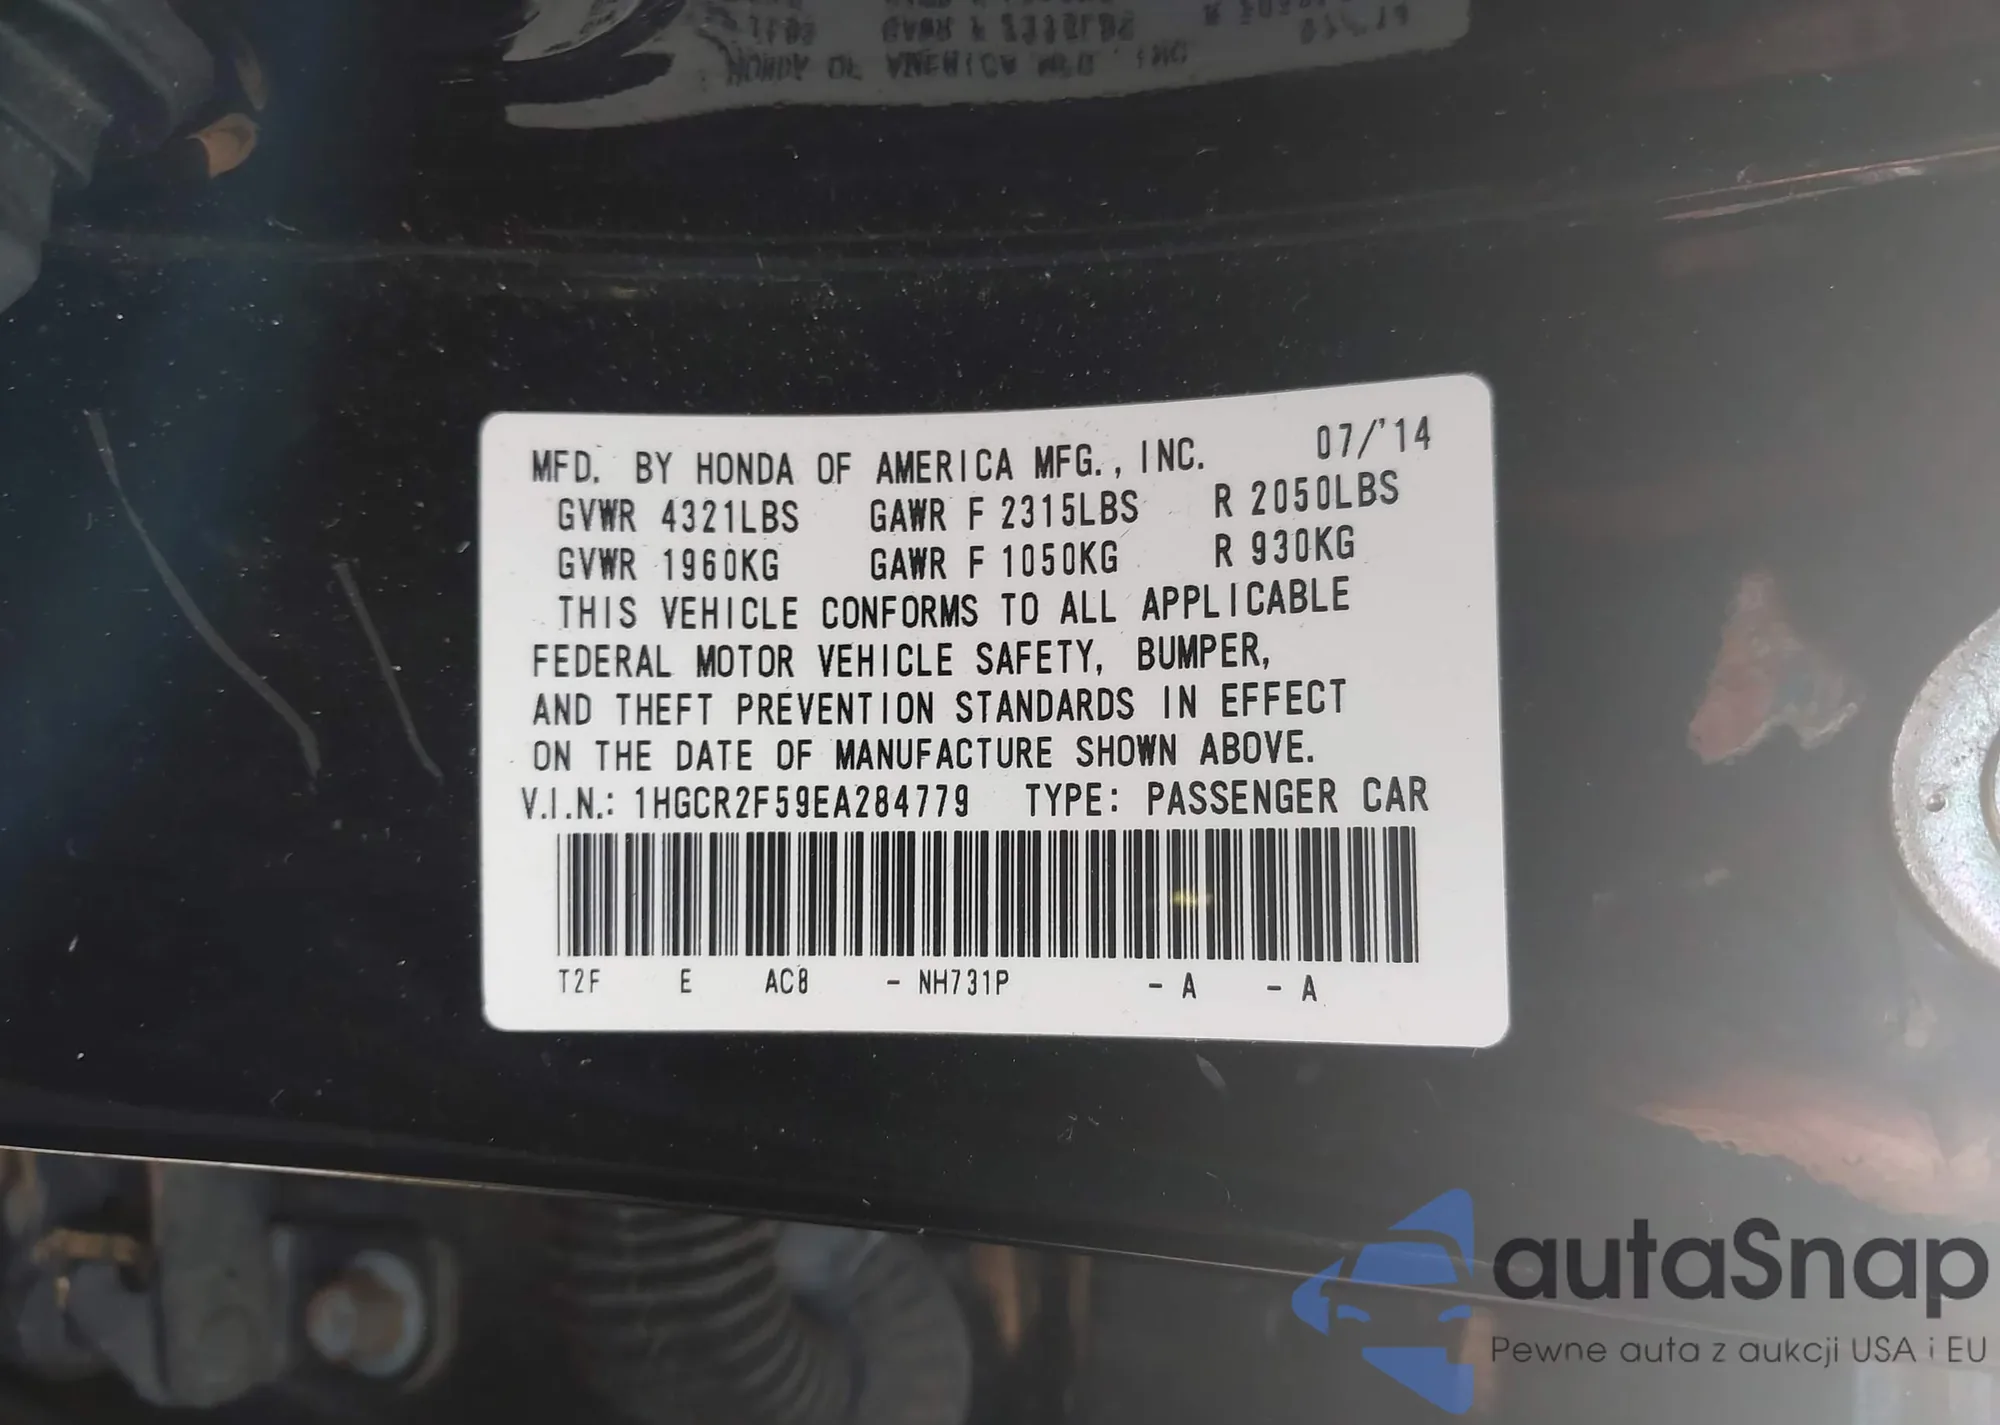 MFD. BY HONDA OF AMERICA MFG., INC. 07/'14
GVWR 4321LBS GAWR F 2315LBS R 2050LBS
GVWR 1960KG GAWR F 1050KG R 930KG
THIS VEHICLE CONFORMS TO ALL APPLICABLE
FEDERAL MOTOR VEHICLE SAFETY, BUMPER,
AND THEFT PREVENTION STANDARDS IN EFFECT
ON THE DATE OF MANUFACTURE SHOWN ABOVE.
V.I.N.: 1HGCR2F59EA284779 TYPE: PASSENGER CAR
T2F E AC8 - NH731P - A - A
autaSnap
Pewne auta z aukcji USA i EU